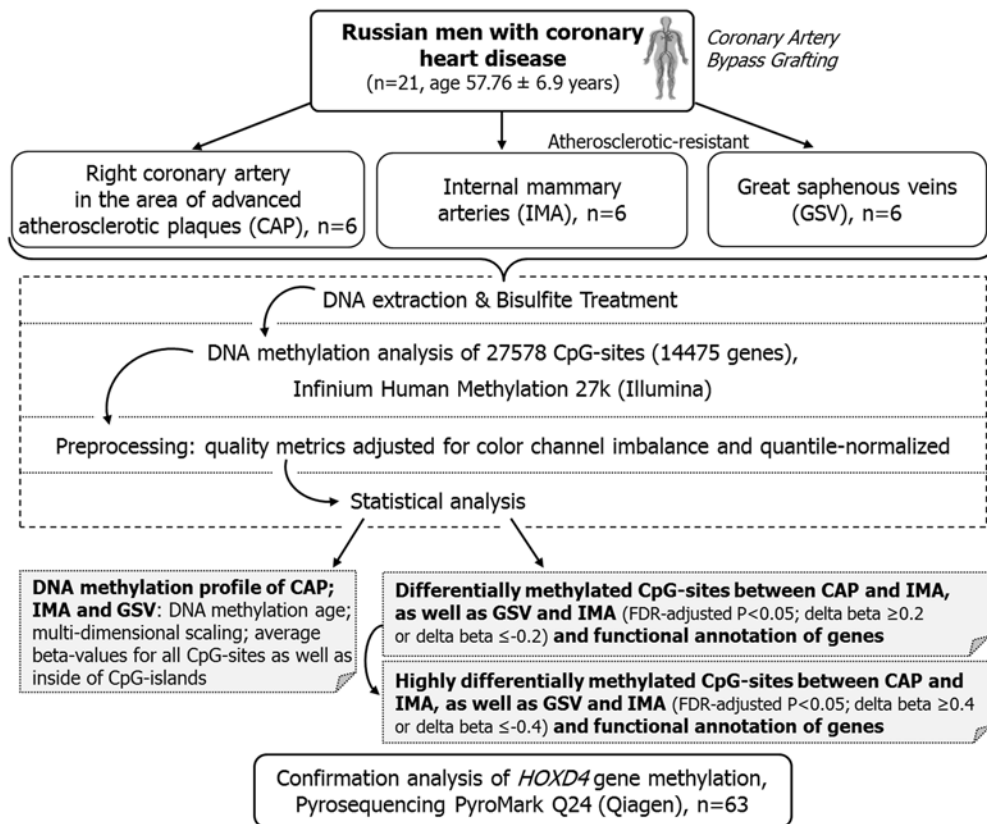 Russian men with coronary
heart disease
(n=21, age 57.76 ± 6.9 years)
Coronary Artery
Bypass Grafting
Atherosclerotic-resistant
Right coronary artery
in the area of advanced
atherosclerotic plaques (CAP), n=6
Internal mammary
arteries (IMA), n=6
Great saphenous veins
(GSV), n=6
DNA extraction & Bisulfite Treatment
DNA methylation analysis of 27578 CpG-sites (14475 genes),
Infinium Human Methylation 27k (Illumina)
Preprocessing: quality metrics adjusted for color channel imbalance and quantile-normalized
Statistical analysis
DNA methylation profile of CAP;
IMA and GSV: DNA methylation age;
multi-dimensional scaling; average
beta-values for all CpG-sites as well as
inside of CpG-islands
Differentially methylated CpG-sites between CAP and IMA,
as well as GSV and IMA (FDR-adjusted P<0.05; delta beta ≥0.2
or delta beta ≤-0.2) and functional annotation of genes
Highly differentially methylated CpG-sites between CAP and
IMA, as well as GSV and IMA (FDR-adjusted P<0.05; delta beta ≥0.4
or delta beta ≤-0.4) and functional annotation of genes
Confirmation analysis of HOXD4 gene methylation,
Pyrosequencing PyroMark Q24 (Qiagen), n=63